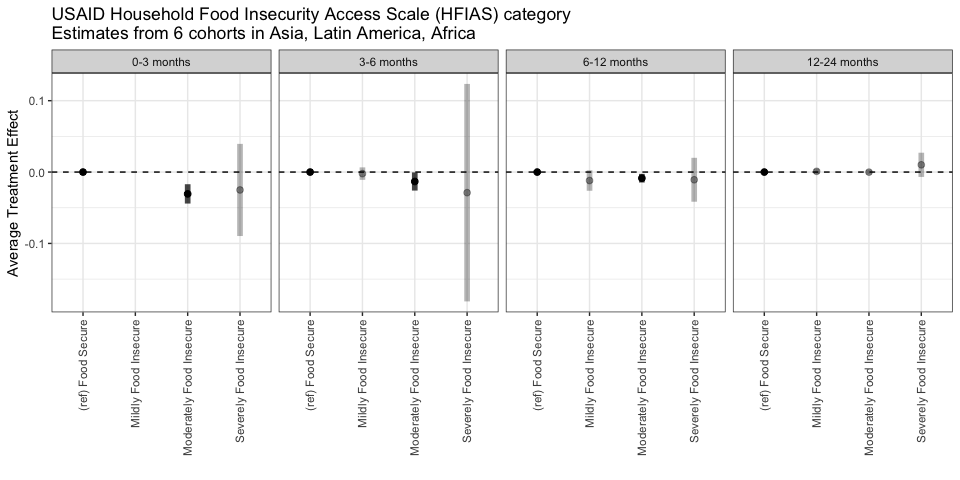 USAID Household Food Insecurity Access Scale (HFIAS) category
Estimates from 6 cohorts in Asia, Latin America, Africa
0-3 months
3-6 months
6-12 months
12-24 months
Average Treatment Effect
0.1
0.0
-0.1
(ref) Food Secure
Mildly Food Insecure
Moderately Food Insecure
Severely Food Insecure
(ref) Food Secure
Mildly Food Insecure
Moderately Food Insecure
Severely Food Insecure
(ref) Food Secure
Mildly Food Insecure
Moderately Food Insecure
Severely Food Insecure
(ref) Food Secure
Mildly Food Insecure
Moderately Food Insecure
Severely Food Insecure